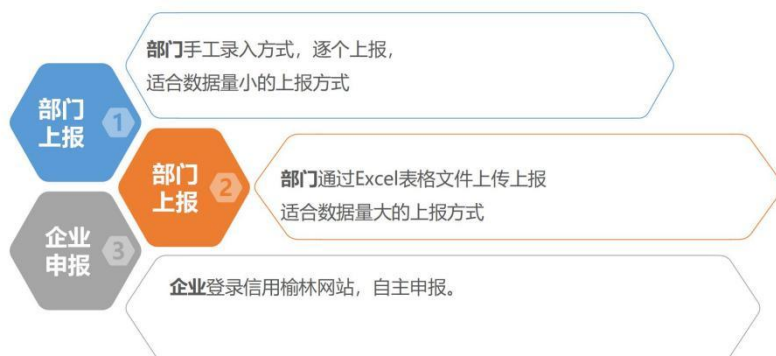 部门手工录入方式，逐个上报，
适合数据量小的上报方式
部门
上报
1
部门
上报
2
部门通过Excel表格文件上传上报
适合数据量大的上报方式
企业
申报
3
企业登录信用榆林网站，自主申报。